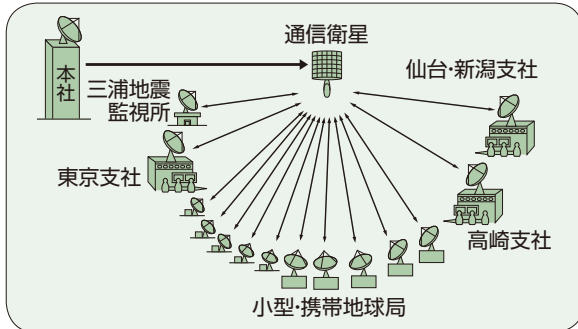 本社
通信衛星
仙台・新潟支社
三浦地震
監視所
東京支社
高崎支社
小型・携帯地球局